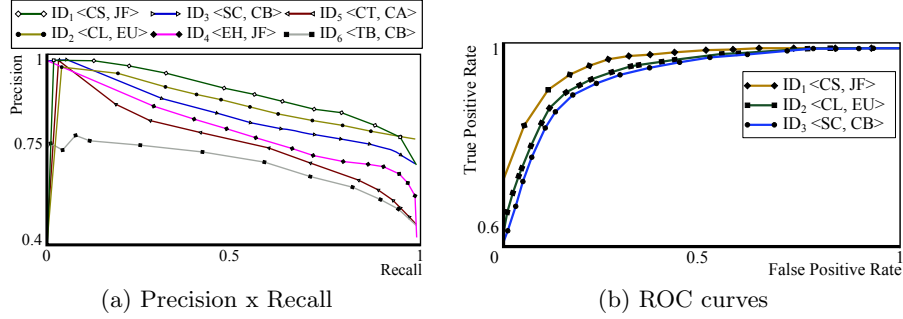 ID1 <CS, JF> ID3 <SC, CB> ID5 <CT, CA>
ID2 <CL, EU> ID4 <EH, JF> ID6 <TB, CB>
1
Precision
0.75
0.4
0
0.5
1
Recall
(a) Precision x Recall
1
True Positive Rate
0.6
ID1 <CS, JF>
ID2 <CL, EU>
ID3 <SC, CB>
0
0.5
1
False Positive Rate
(b) ROC curves